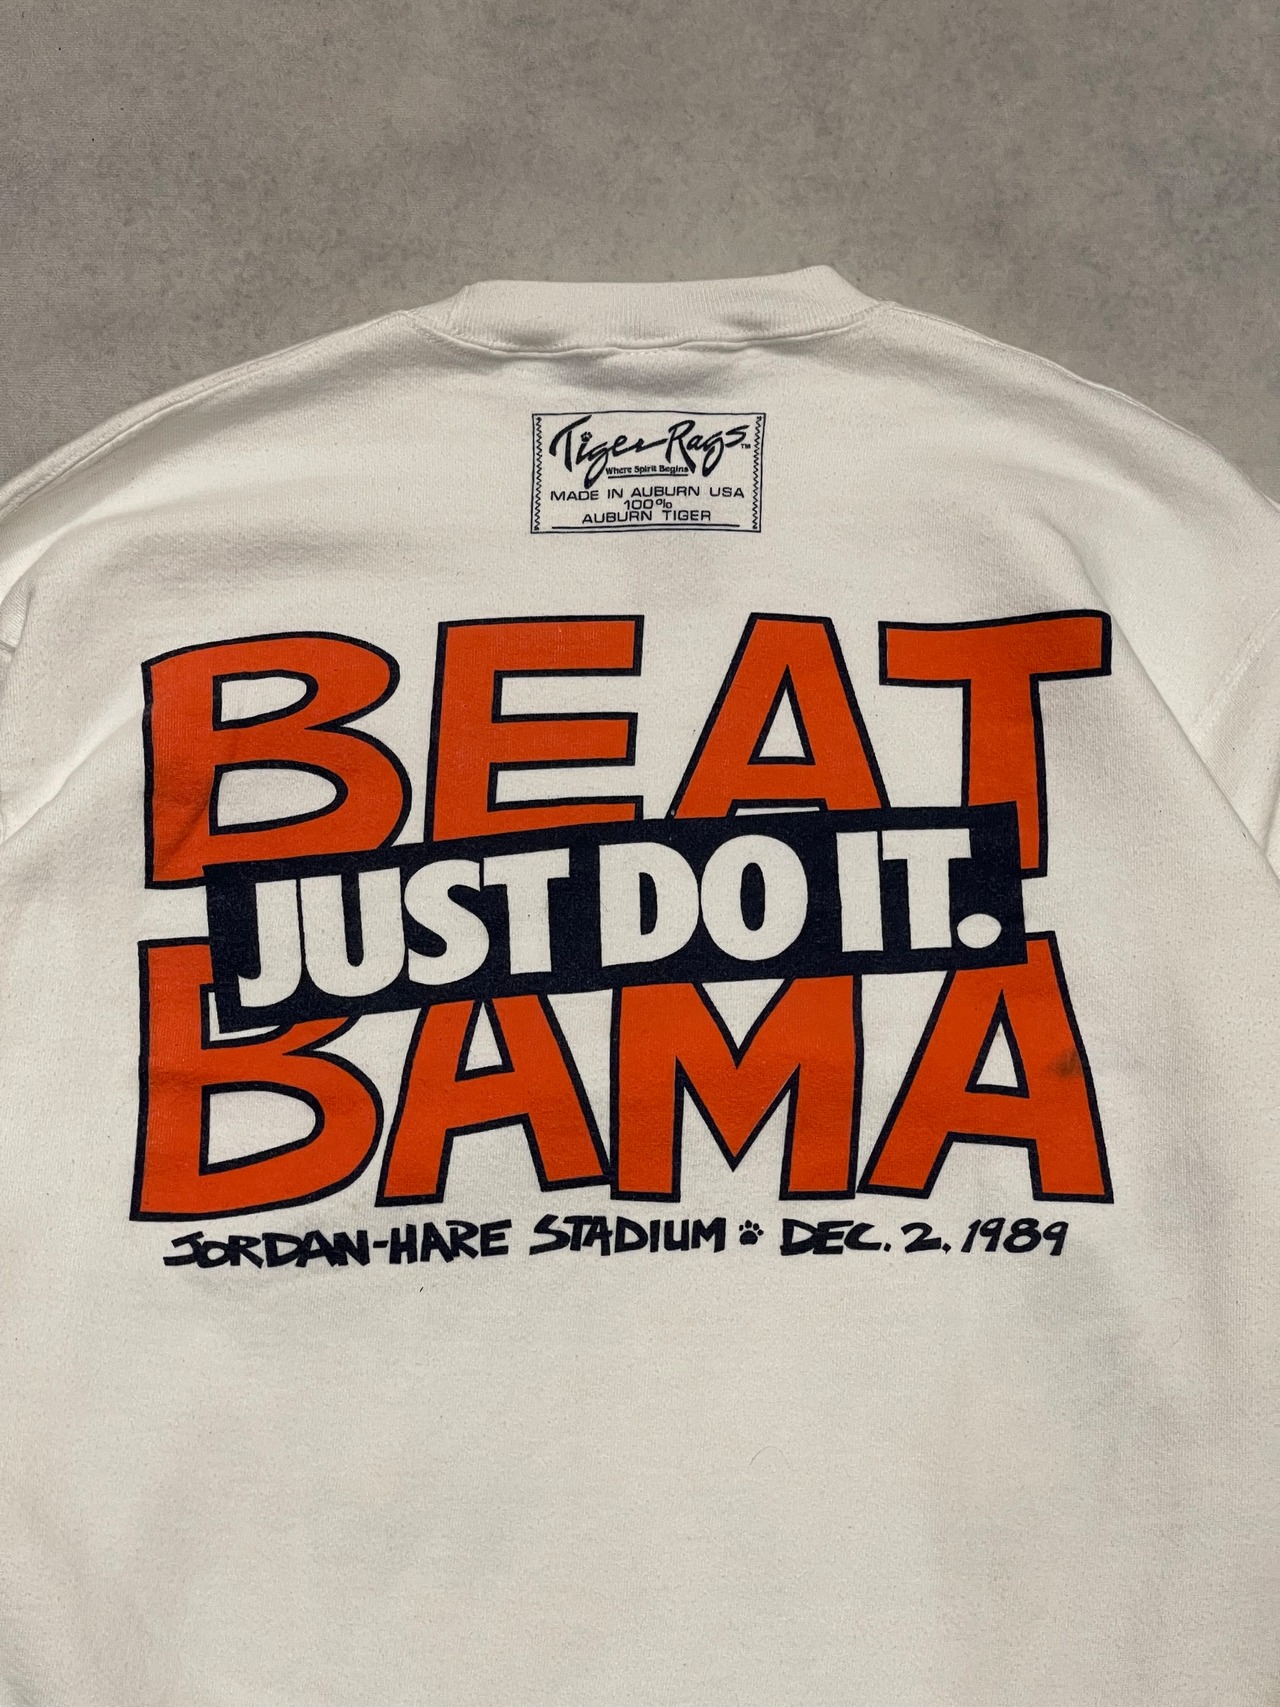 Tiger Rags™
Where Spirit Begins
MADE IN AUBURN USA
100%
AUBURN TIGER
BEAT
JUST DO IT.
BAMA
JORDAN-HARE STADIUM DEC. 2, 1989